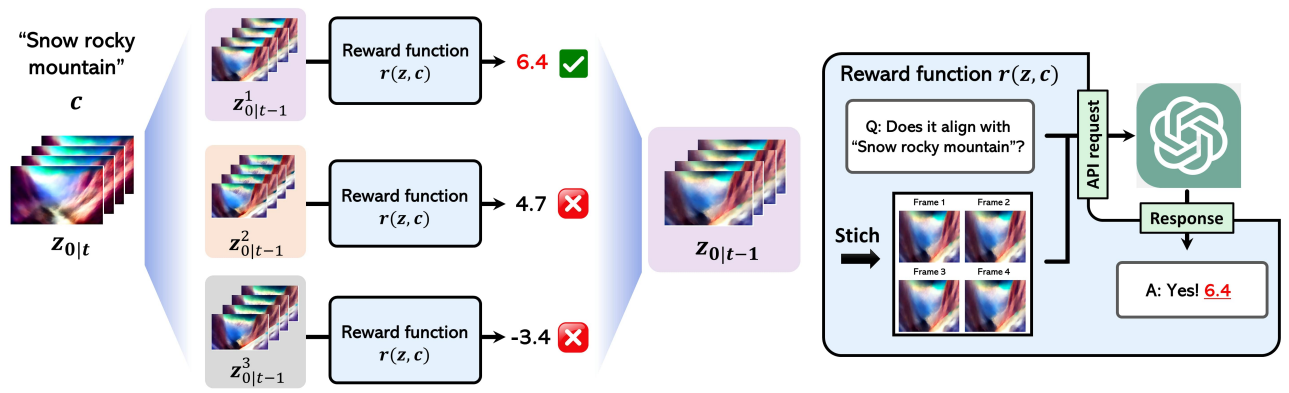 “Snow rocky
mountain”
c
z_{0|t}
z^1_{0|t−1}
Reward function
r(z, c)
6.4
z^2_{0|t−1}
Reward function
r(z, c)
4.7
z^3_{0|t−1}
Reward function
r(z, c)
-3.4
z_{0|t−1}
Reward function r(z, c)
Q: Does it align with
“Snow rocky mountain”?
Stich
Frame 1
Frame 2
Frame 3
Frame 4
API request
Response
A: Yes! 6.4